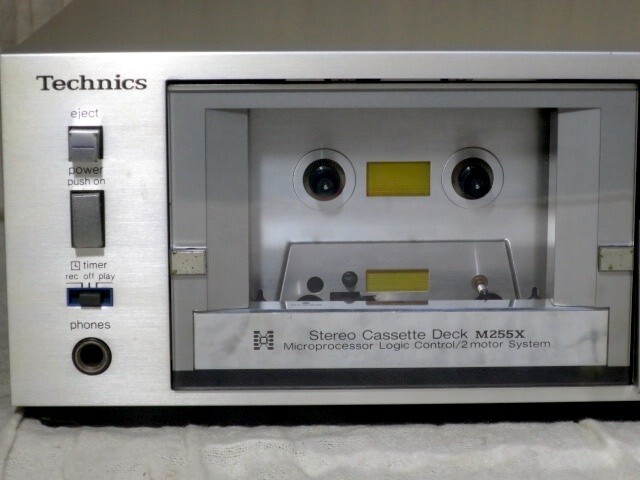 Technics
eject
power
push on
timer
rec off play
phones
Stereo Cassette Deck M255X
Microprocessor Logic Control/2 motor System